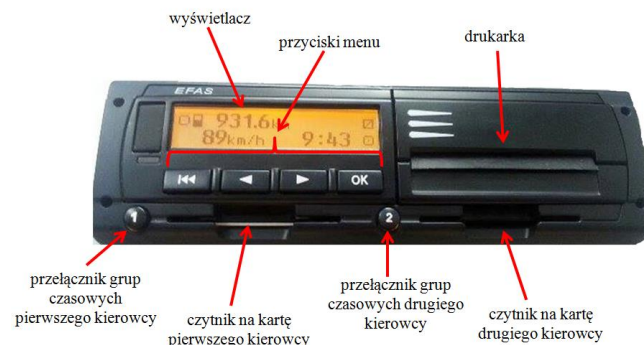 wyświetlacz
przyciski menu
drukarka
EFAS
931.6k
89km/h 9:43
OK
1
2
przełącznik grup
czasowych
pierwszego kierowcy
czytnik na kartę
pierwszego kierowcy
przełącznik grup
czasowych drugiego
kierowcy
czytnik na kartę
drugiego kierowcy